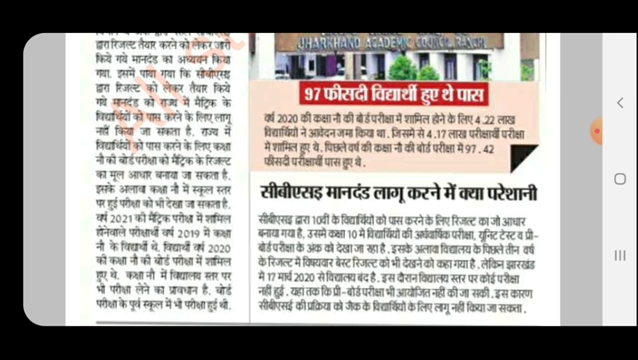 द्वारा रिजल्ट तैयार करने को लेकर जारी
किये गये मानदंड का अध्ययन किया
गया. इसमें पाया गया कि सीबीएसइ
द्वारा रिजल्ट को लेकर तैयार किये
गये मानदंड को राज्य में मैट्रिक के
विद्यार्थियों को पास करने के लिए लागू
नहीं किया जा सकता है. राज्य में
विद्यार्थियों को पास करने के लिए कक्षा
नौ की बोर्ड परीक्षा को मैट्रिक के रिजल्ट
का मूल आधार बनाया जा सकता है.
इसके अलावा कक्षा नौ में स्कूल स्तर
पर हुई परीक्षा को भी देखा जा सकता है.
वर्ष 2021 की मैट्रिक परीक्षा में शामिल
होनेवाले परीक्षार्थी वर्ष 2019 में कक्षा
नौ के विद्यार्थी थे. विद्यार्थी वर्ष 2020
की कक्षा नौ की बोर्ड परीक्षा में शामिल
हुए थे. कक्षा नौ में विद्यालय स्तर पर
भी परीक्षा लेने का प्रावधान है. बोर्ड
परीक्षा के पूर्व स्कूल में भी परीक्षा हुई थी.
JHARKHAND ACADEMIC COUNCIL, RANCHI
97 फीसदी विद्यार्थी हुए थे पास
वर्ष 2020 की कक्षा नौ की बोर्ड परीक्षा में शामिल होने के लिए 4.22 लाख
विद्यार्थियों ने आवेदन जमा किया था. जिसमें से 4.17 लाख परीक्षार्थी परीक्षा
में शामिल हुए थे. पिछले वर्ष की कक्षा नौ की बोर्ड परीक्षा में 97.42
फीसदी परीक्षार्थी पास हुए थे.
सीबीएसइ मानदंड लागू करने में क्या परेशानी
सीबीएसइ द्वारा 10वीं के विद्यार्थियों को पास करने के लिए रिजल्ट का जो आधार
बनाया गया है, उसमें कक्षा 10 में विद्यार्थियों की अर्धवार्षिक परीक्षा, यूनिट टेस्ट व प्री-
बोर्ड परीक्षा के अंक को देखा जा रहा है. इसके अलावा विद्यालय के पिछले तीन वर्ष
के रिजल्ट में विषयवार बेस्ट रिजल्ट को भी देखने को कहा गया है. लेकिन झारखंड
में 17 मार्च 2020 से विद्यालय बंद है. इस दौरान विद्यालय स्तर पर कोई परीक्षा
नहीं हुई. यहां तक कि प्री-बोर्ड परीक्षा भी आयोजित नहीं की जा सकी. इस कारण
सीबीएसई की प्रक्रिया को जैक के विद्यार्थियों के लिए लागू नहीं किया जा सकता.